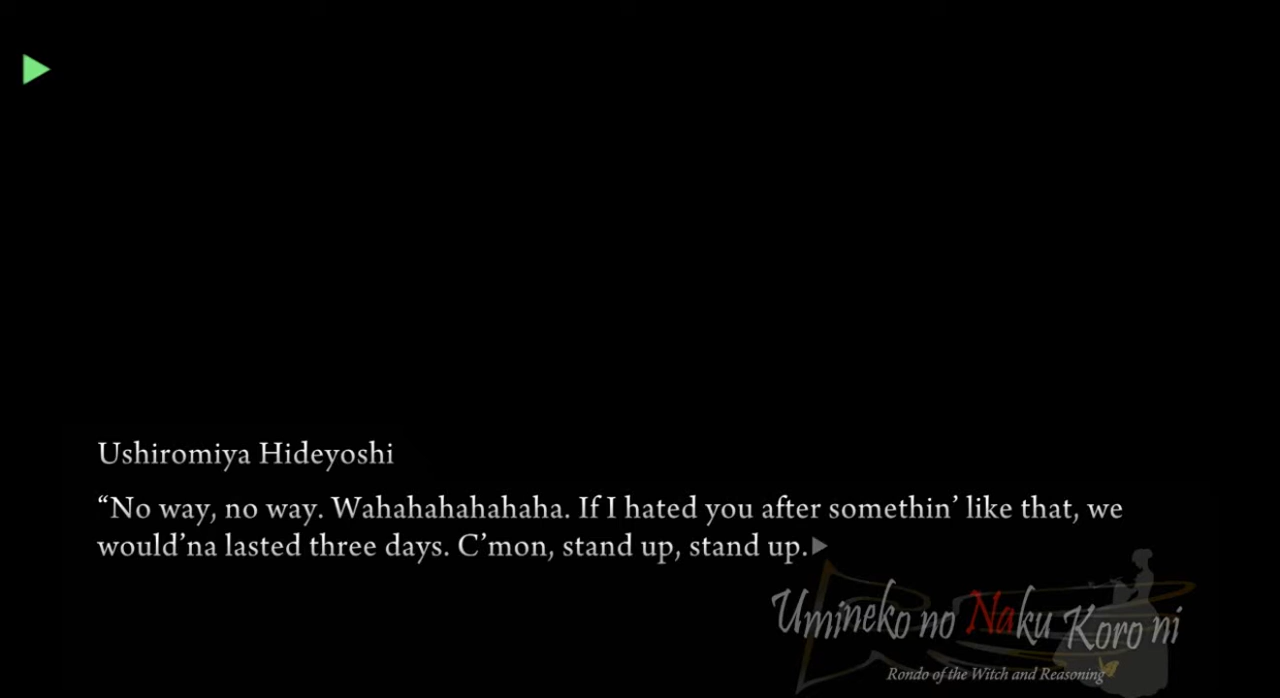 Ushiromiya Hideyoshi
“No way, no way. Wahahahahahaha. If I hated you after somethin’ like that, we
would’na lasted three days. C’mon, stand up, stand up.
Umineko no Naku Koro ni
Rondo of the Witch and Reasoning